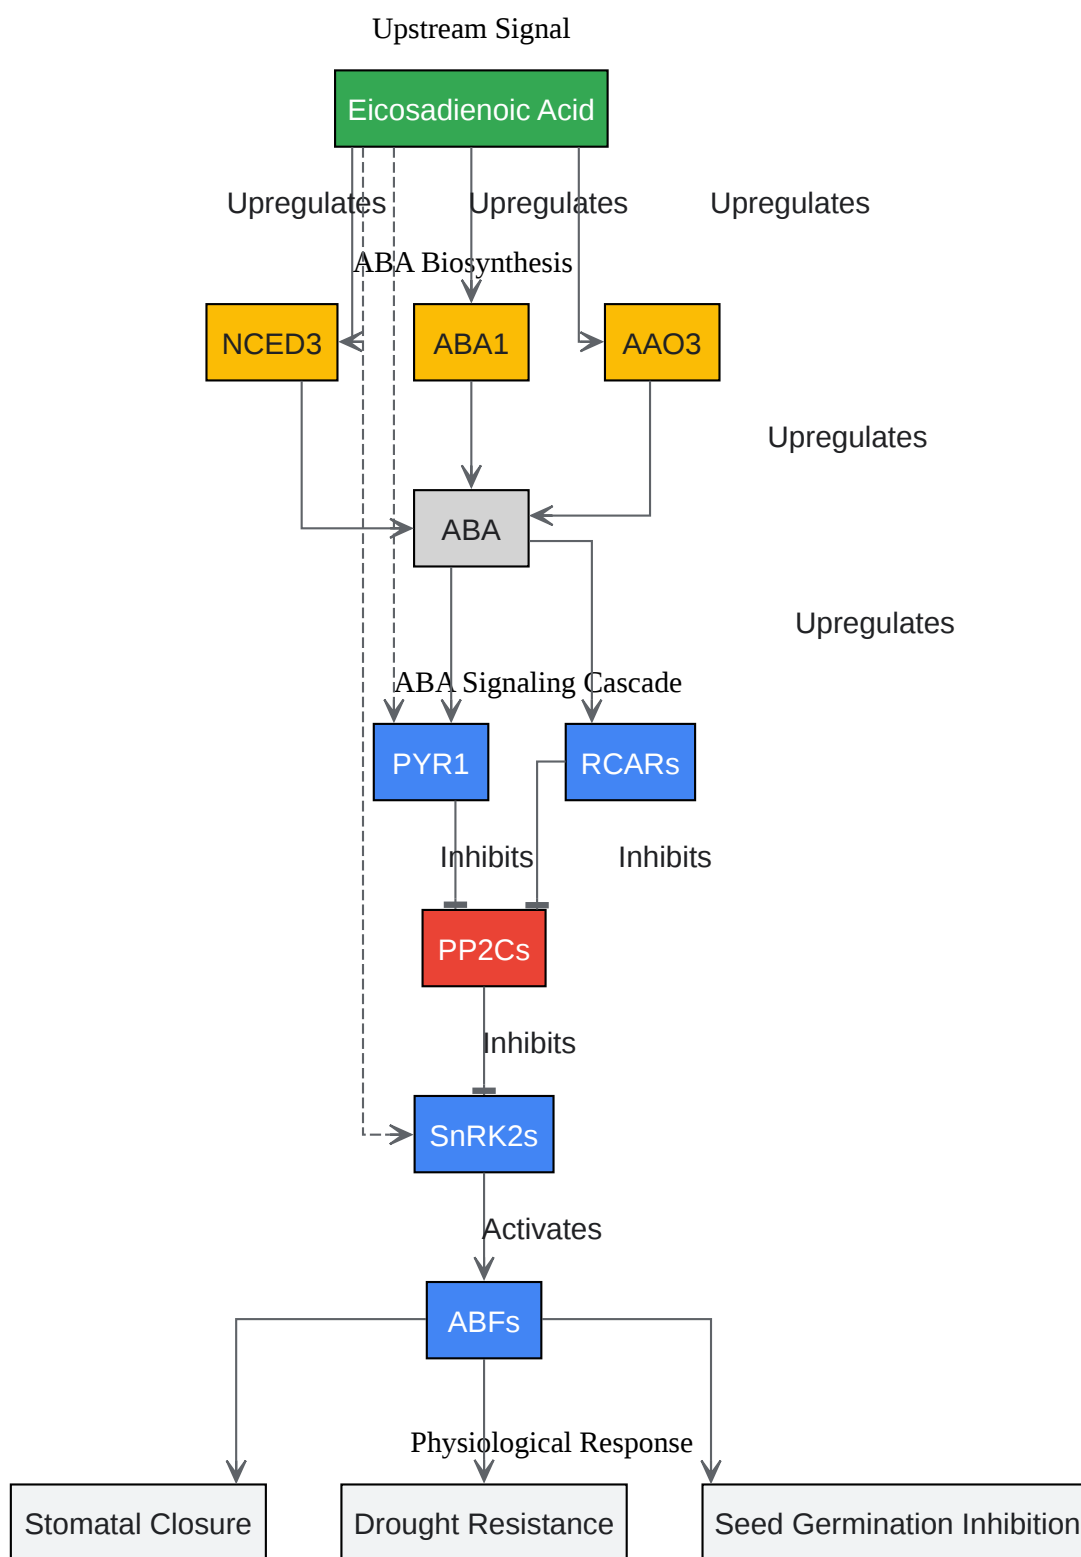 Upstream Signal
Eicosadienoic Acid
Upregulates
Upregulates
Upregulates
ABA Biosynthesis
NCED3
ABA1
AAO3
Upregulates
ABA
Upregulates
ABA Signaling Cascade
PYR1
RCARs
Inhibits
Inhibits
PP2Cs
Inhibits
SnRK2s
Activates
ABFs
Physiological Response
Stomatal Closure
Drought Resistance
Seed Germination Inhibition